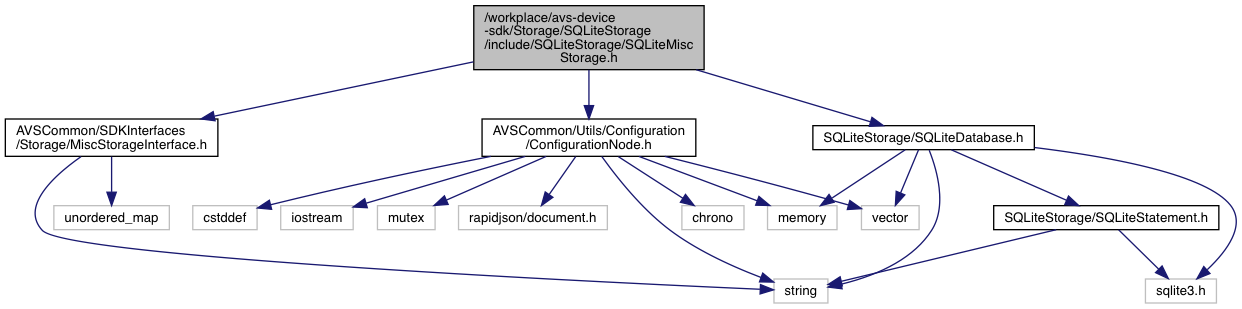 /workplace/avs-device
-sdk/Storage/SQLiteStorage
/include/SQLiteStorage/SQLiteMisc
Storage.h
AVSCommon/SDKInterfaces
/Storage/MiscStorageInterface.h
AVSCommon/Utils/Configuration
/ConfigurationNode.h
SQLiteStorage/SQLiteDatabase.h
unordered_map
cstddef
iostream
mutex
rapidjson/document.h
chrono
memory
vector
SQLiteStorage/SQLiteStatement.h
string
sqlite3.h